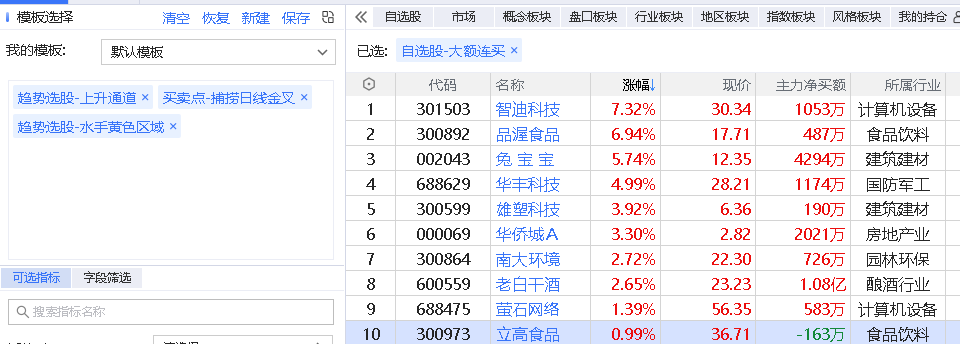 模板选择 清空 恢复 新建 保存
我的模板: 默认模板
趋势选股-上升通道 × 买卖点-捕捞日线金叉 ×
趋势选股-水手黄色区域 ×
可选指标 字段筛选
搜索指标名称
自选股 市场 概念板块 盘口板块 行业板块 地区板块 指数板块 风格板块 我的持仓
已选: 自选股-大额连买 ×
代码 名称 涨幅↓ 现价 主力净买额 所属行业
1 301503 智迪科技 7.32% 30.34 1053万 计算机设备
2 300892 品渥食品 6.94% 17.71 487万 食品饮料
3 002043 兔 宝 宝 5.74% 12.35 4294万 建筑建材
4 688629 华丰科技 4.99% 28.21 1174万 国防军工
5 300599 雄塑科技 3.92% 6.36 190万 建筑建材
6 000069 华侨城A 3.30% 2.82 2021万 房地产业
7 300864 南大环境 2.72% 22.30 726万 园林环保
8 600559 老白干酒 2.65% 23.23 1.08亿 酿酒行业
9 688475 萤石网络 1.39% 56.35 583万 计算机设备
10 300973 立高食品 0.99% 36.71 -163万 食品饮料